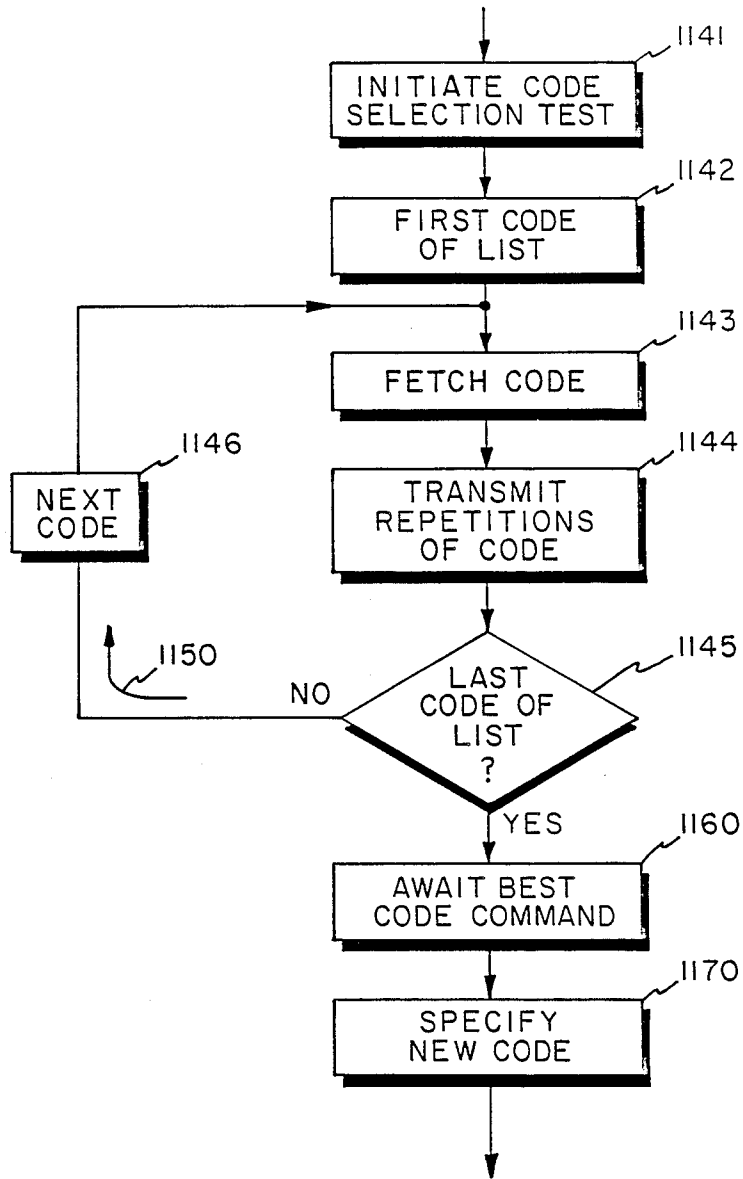 1141
INITIATE CODE
SELECTION TEST
1142
FIRST CODE
OF LIST
1143
FETCH CODE
1144
TRANSMIT
REPETITIONS
OF CODE
1146
NEXT
CODE
1150
NO
1145
LAST
CODE OF
LIST
?
YES
1160
AWAIT BEST
CODE COMMAND
1170
SPECIFY
NEW CODE